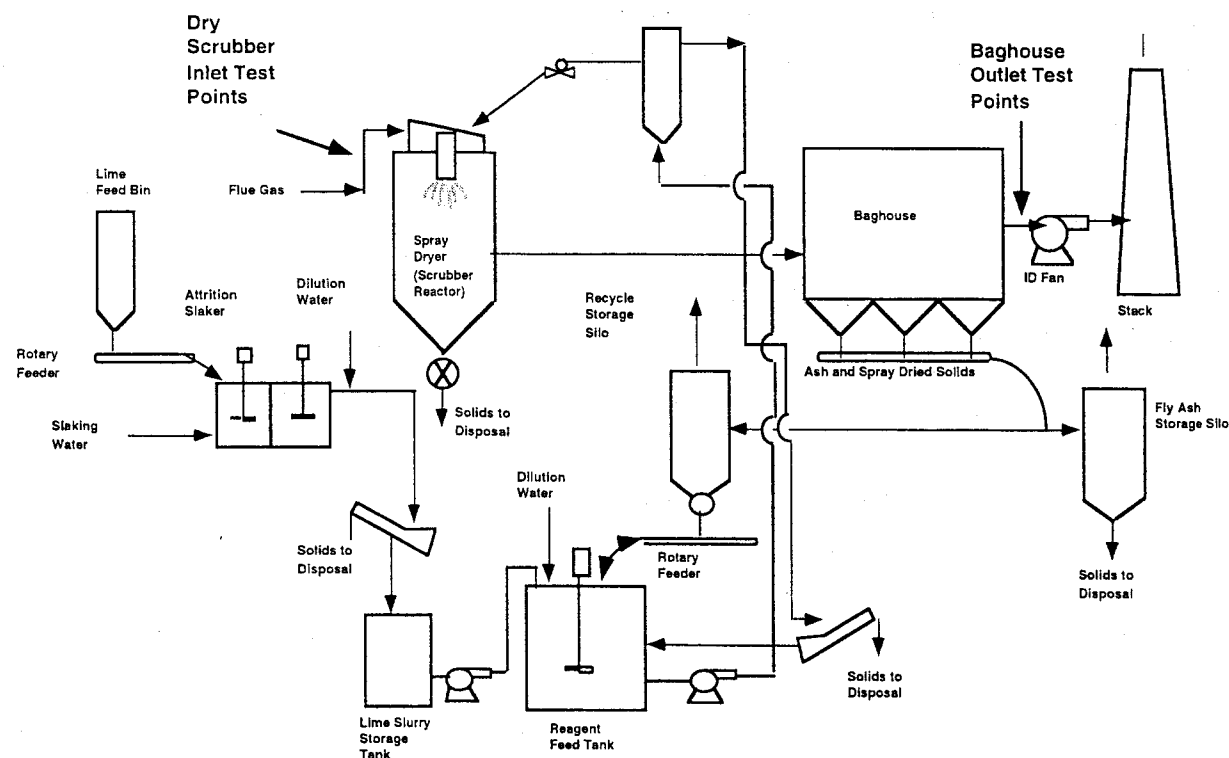 Dry
Scrubber
Inlet Test
Points
Baghouse
Outlet Test
Points
Lime
Feed Bin
Flue Gas
Baghouse
Spray
Dryer
(Scrubber
Reactor)
ID Fan
Stack
Attrition
Slaker
Dilution
Water
Recycle
Storage
Silo
Rotary
Feeder
Ash and Spray Dried Solids
Solids to
Disposal
Fly Ash
Storage Silo
Slaking
Water
Dilution
Water
Solids to
Disposal
Rotary
Feeder
Solids to
Disposal
Solids to
Disposal
Lime Slurry
Storage
Tank
Reagent
Feed Tank